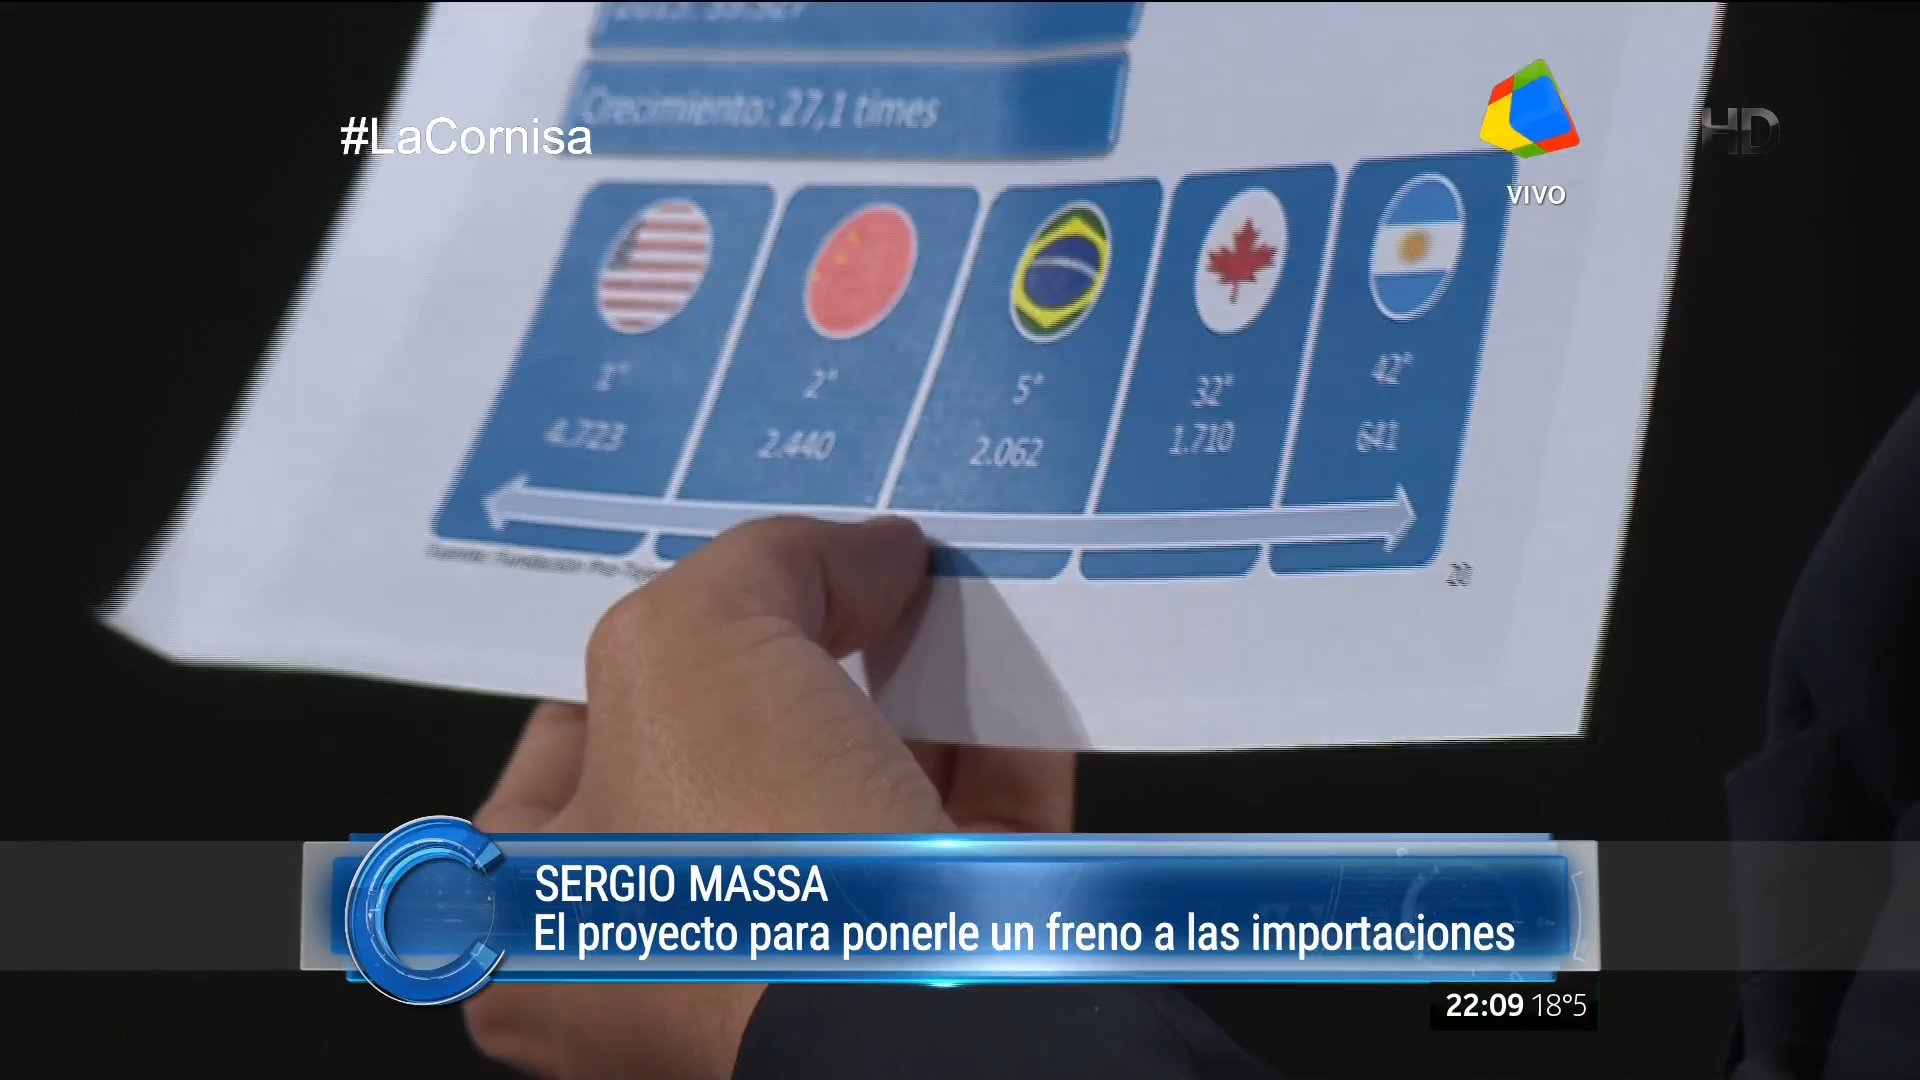 Crecimiento: 27,1 times
#LaCornisa
HD
VIVO
1° 2° 5° 32° 42°
4.723 2.440 2.062 1.710 641
20
SERGIO MASSA
El proyecto para ponerle un freno a las importaciones
22:09 18°5